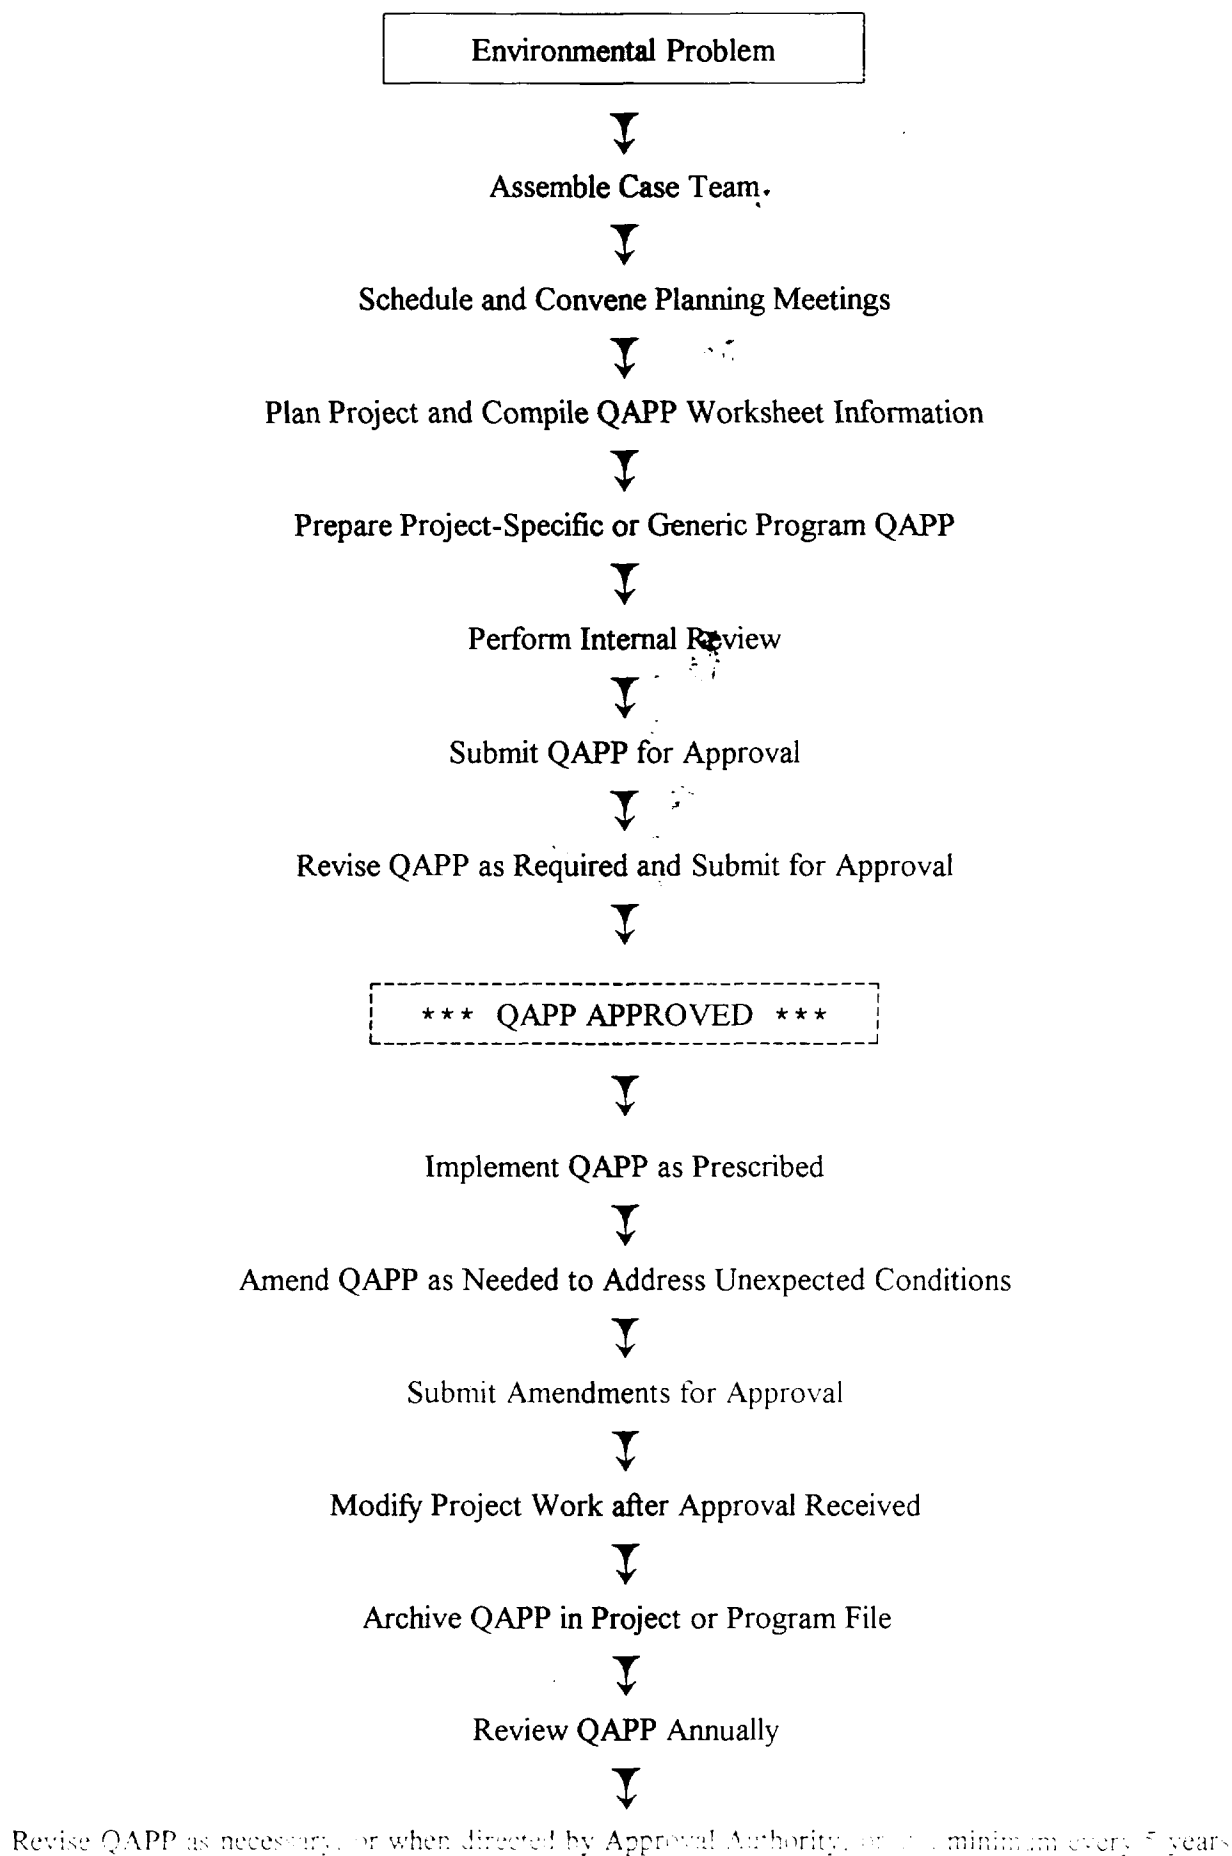 Environmental Problem
Assemble Case Team.
Schedule and Convene Planning Meetings
Plan Project and Compile QAPP Worksheet Information
Prepare Project-Specific or Generic Program QAPP
Perform Internal Review
Submit QAPP for Approval
Revise QAPP as Required and Submit for Approval
*** QAPP APPROVED ***
Implement QAPP as Prescribed
Amend QAPP as Needed to Address Unexpected Conditions
Submit Amendments for Approval
Modify Project Work after Approval Received
Archive QAPP in Project or Program File
Review QAPP Annually
Revise QAPP as necessary, or when directed by Approval Authority, or minimum every 5 years